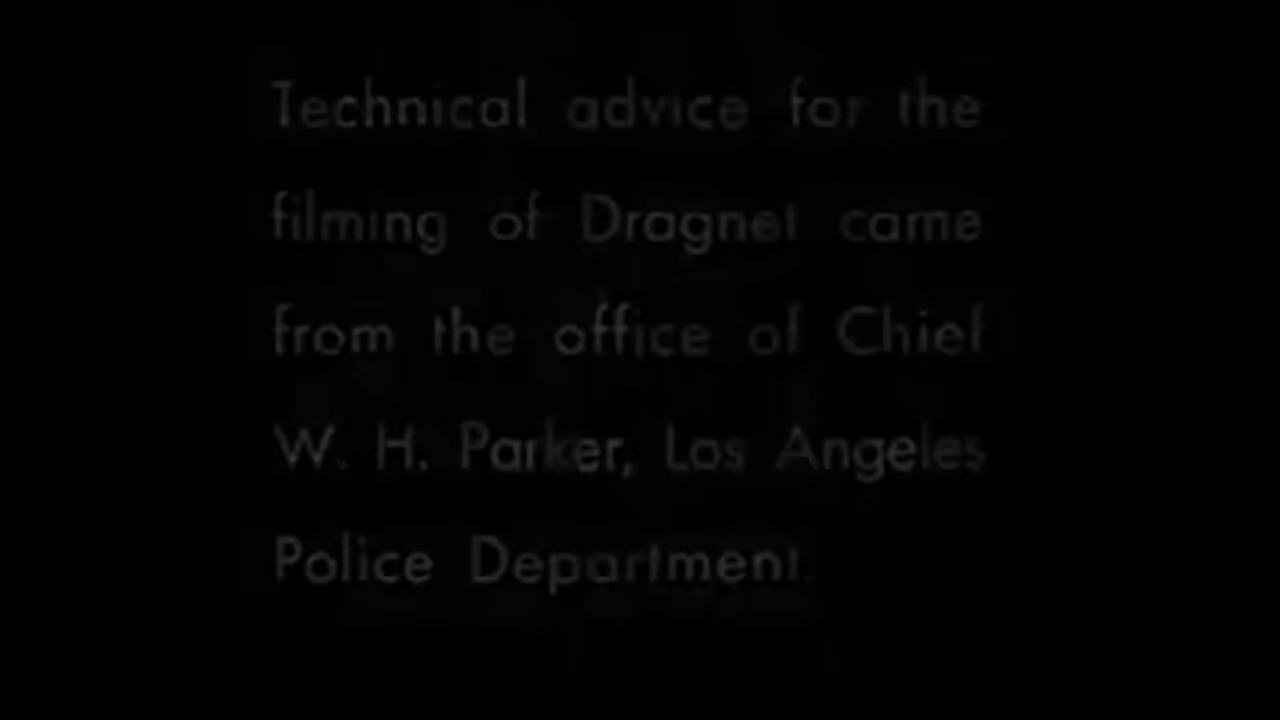 Technical advice for the
filming of Dragnet came
from the office of Chief
W. H. Parker, Los Angeles
Police Department.